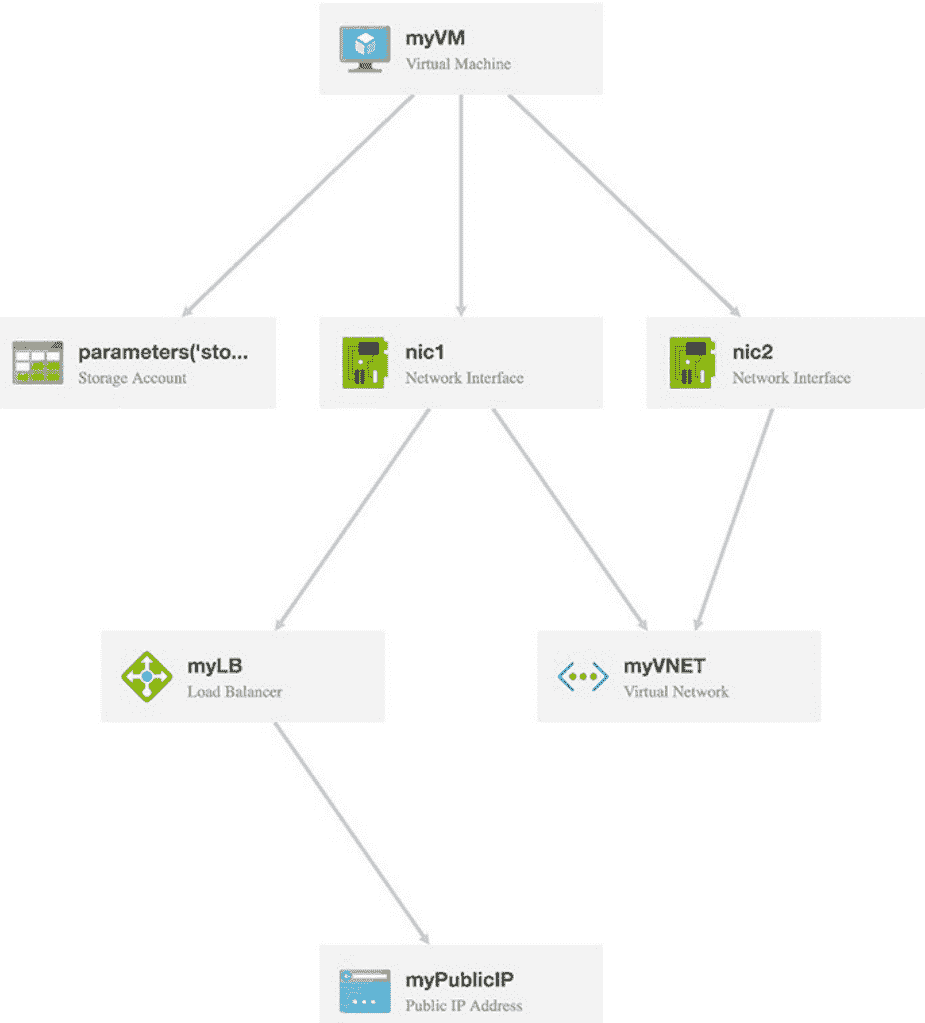 myVM
Virtual Machine
parameters('sto...
Storage Account
nic1
Network Interface
nic2
Network Interface
myLB
Load Balancer
myVNET
Virtual Network
myPublicIP
Public IP Address